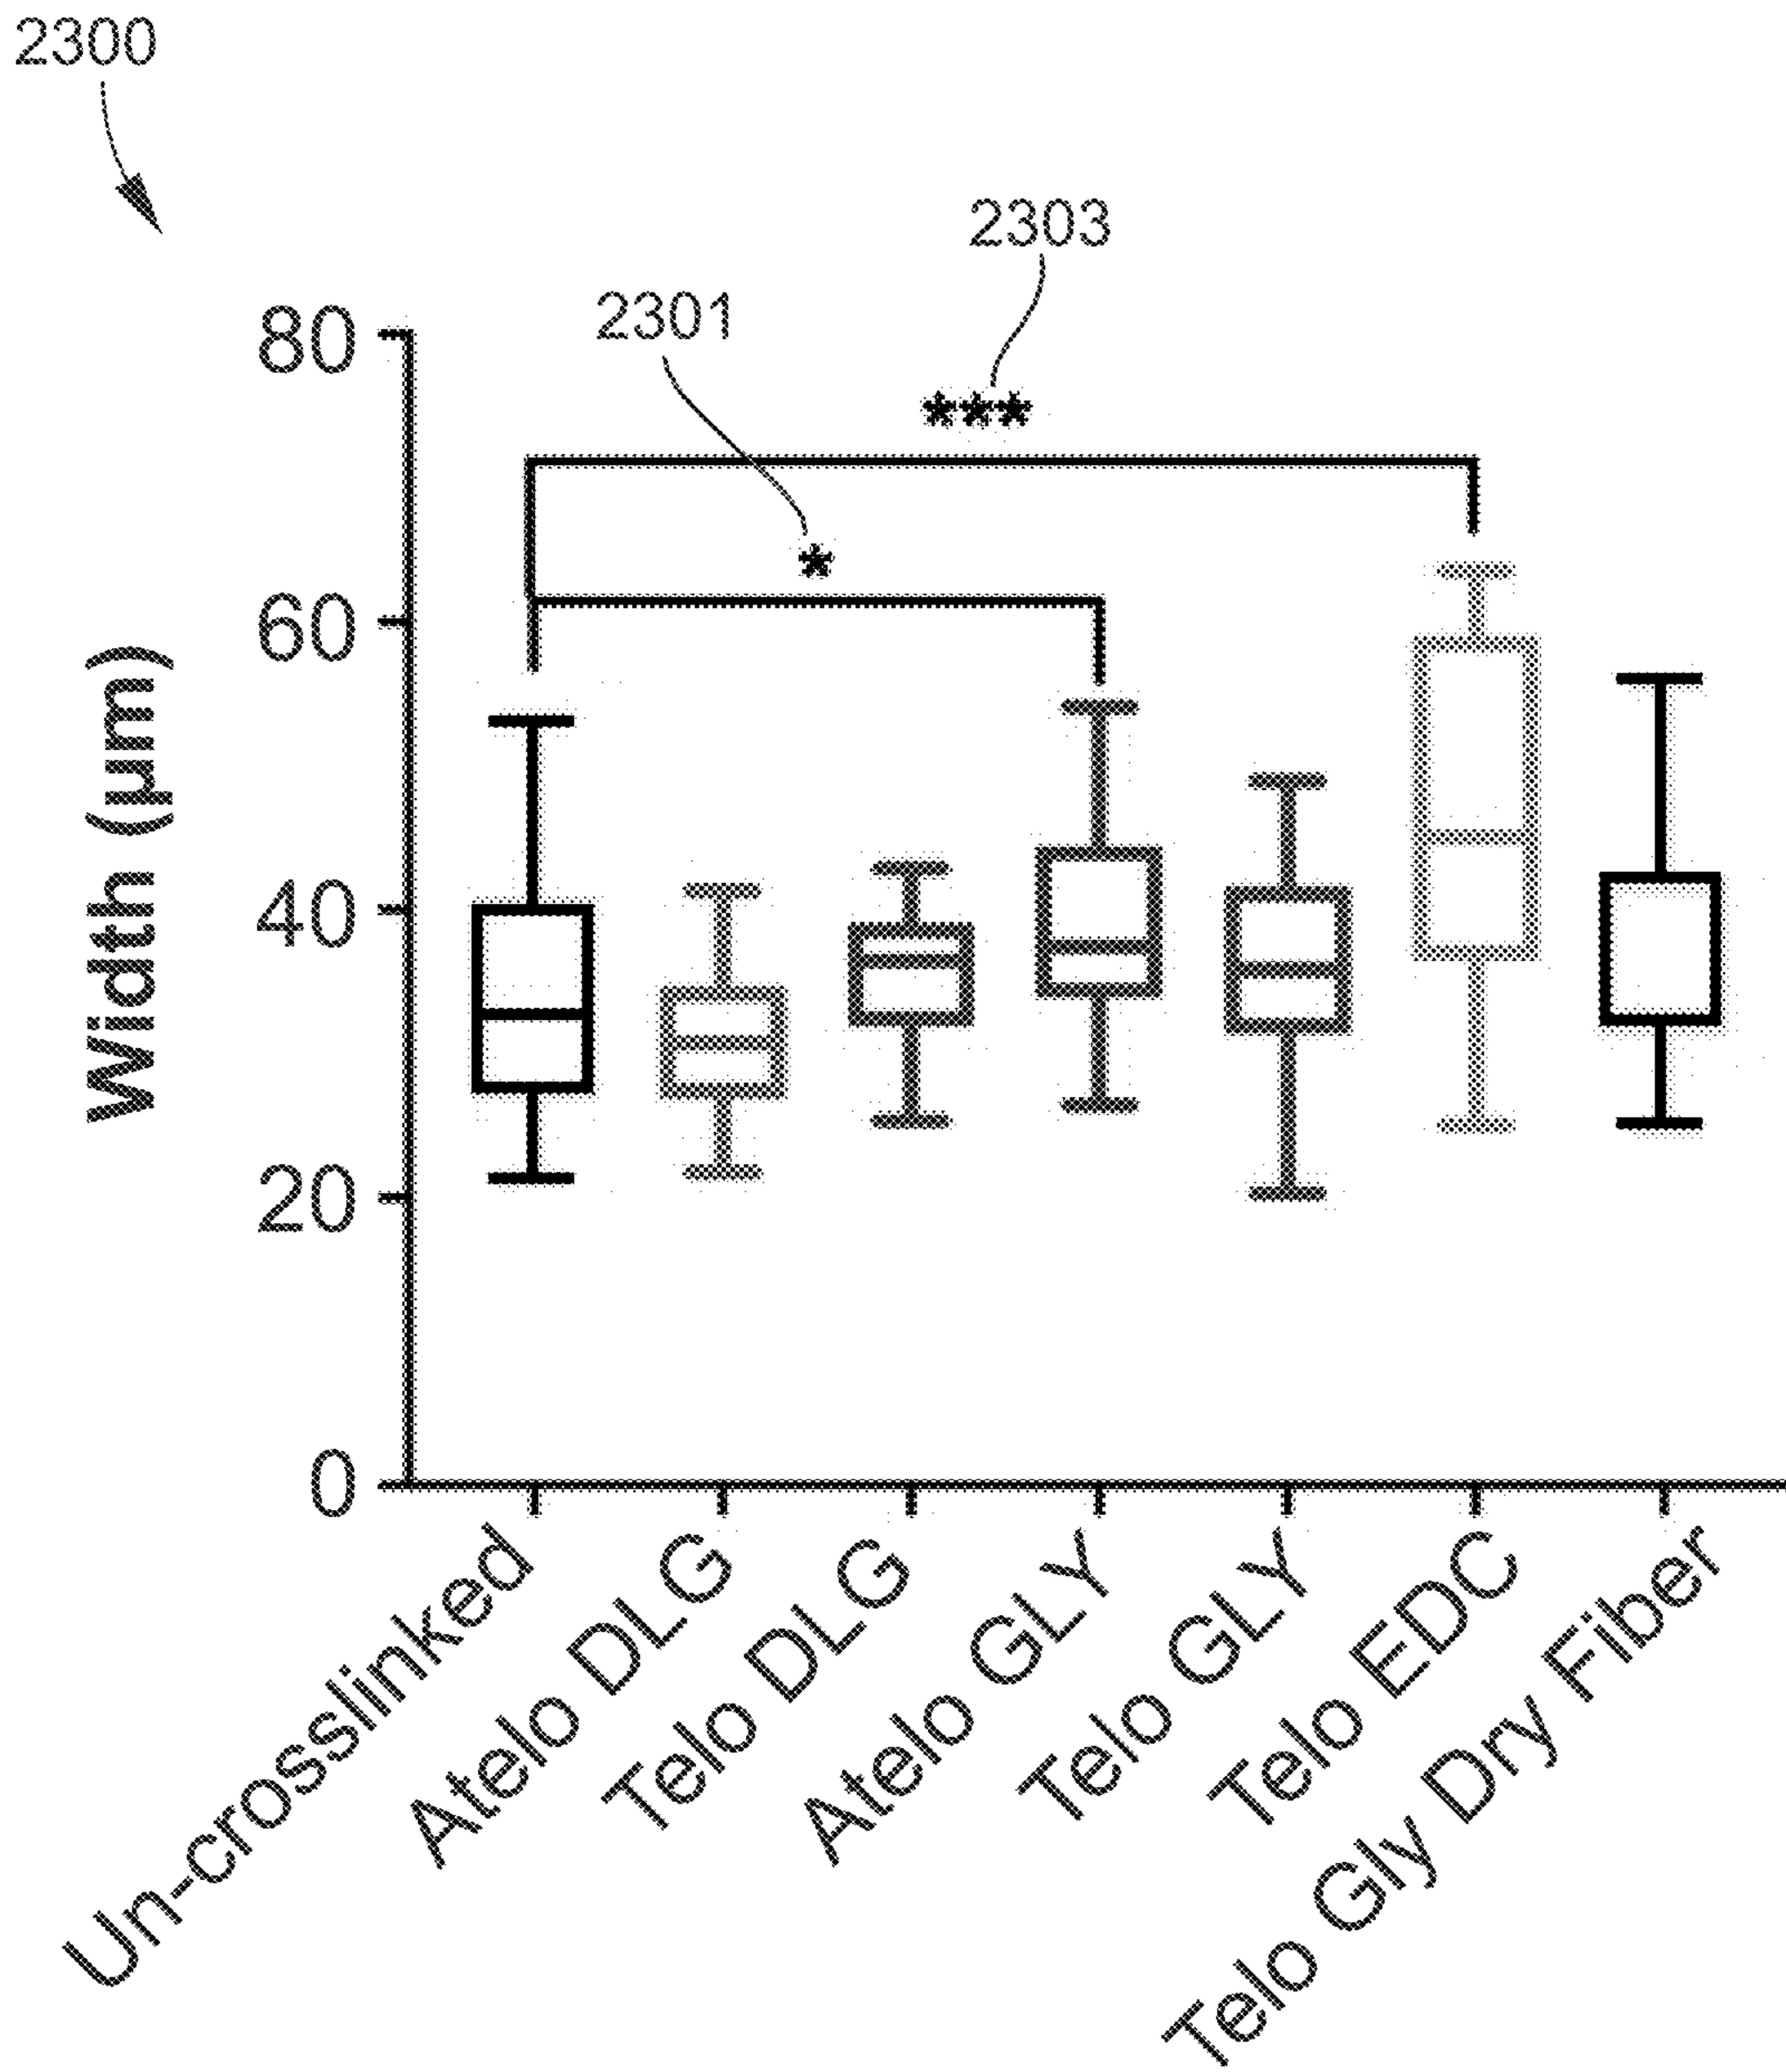 2300
2303
2301
***
*
80
60
40
20
0
Width (µm)
Un-crosslinked
Atelo DLG
Telo DLG
Atelo GLY
Telo GLY
Telo EDC
Telo Gly Dry Fiber